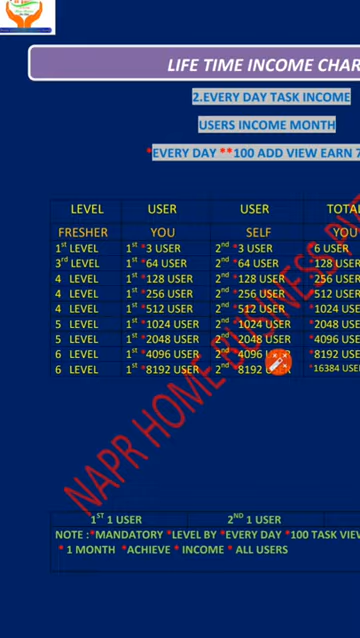 LIFE TIME INCOME CHAR
2.EVERY DAY TASK INCOME
USERS INCOME MONTH
*EVERY DAY **100 ADD VIEW EARN 7
LEVEL USER USER TOTA
FRESHER YOU SELF YOU
1st LEVEL 1st *3 USER 2nd *3 USER *6 USER
3rd LEVEL 1st *64 USER 2nd *64 USER *128 USER
4 LEVEL 1st *128 USER 2nd *128 USER *256 USER
4 LEVEL 1st *256 USER 2nd *256 USER *512 USER
4 LEVEL 1st *512 USER 2nd *512 USER *1024 USE
5 LEVEL 1st *1024 USER 2nd *1024 USER *2048 USE
5 LEVEL 1st *2048 USER 2nd *2048 USER *4096 USE
6 LEVEL 1st *4096 USER 2nd *4096 *8192 USE
6 LEVEL 1st *8192 USER 2nd *8192 *16384 USE
NAPR HOME BUSINESS
1ST 1 USER 2ND 1 USER
NOTE :*MANDATORY *LEVEL BY *EVERY DAY *100 TASK VIEW
* 1 MONTH *ACHIEVE * INCOME * ALL USERS